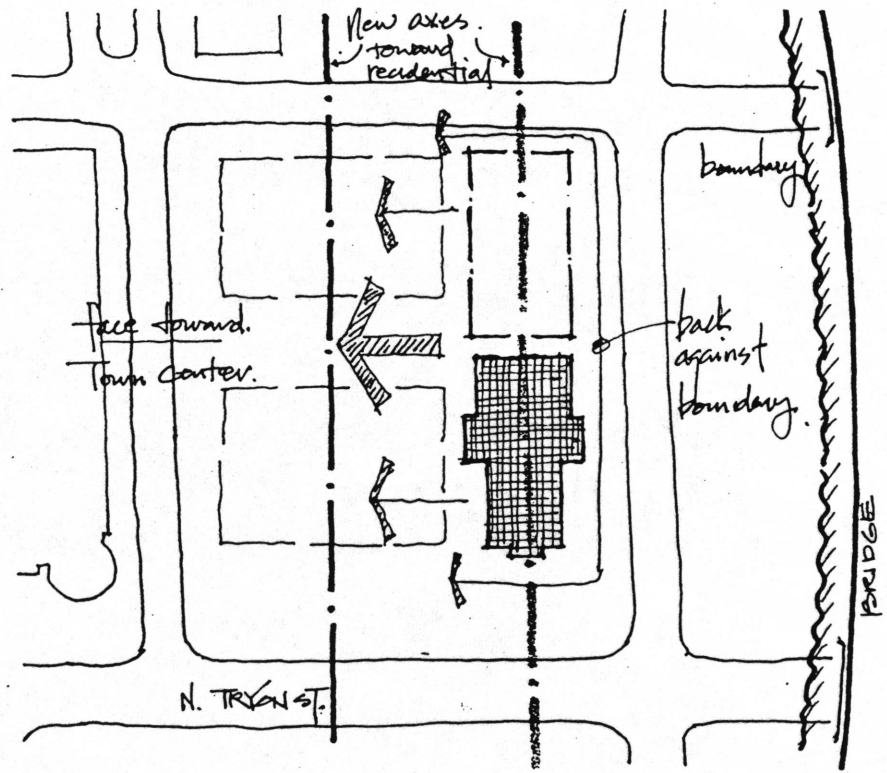 New axes.
toward
residential
boundary
Face toward.
Town Center.
back
against
boundary.
BRIDGE
N. TRYON ST.